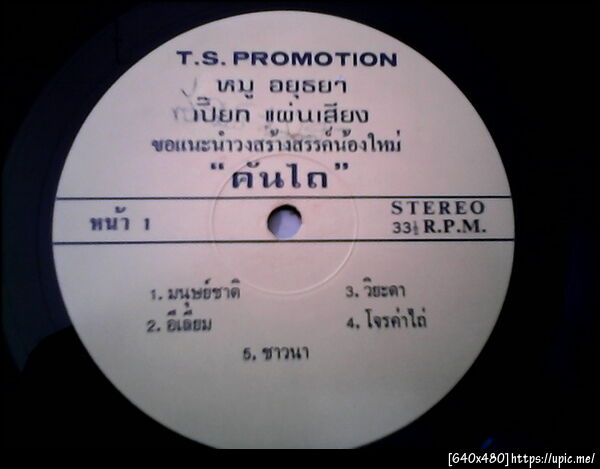 T.S. PROMOTION
หมู อยุธยา
เปี๊ยก แผ่นเสียง
ขอแนะนำวงสร้างสรรค์น้องใหม่
"คันไถ"
หน้า 1
STEREO
33⅓ R.P.M.
1. มนุษย์ชาติ
3. วิยะดา
2. อีเลี้ยม
4. โจรค่าไถ่
5. ชาวนา
[640x480]https://upic.me/